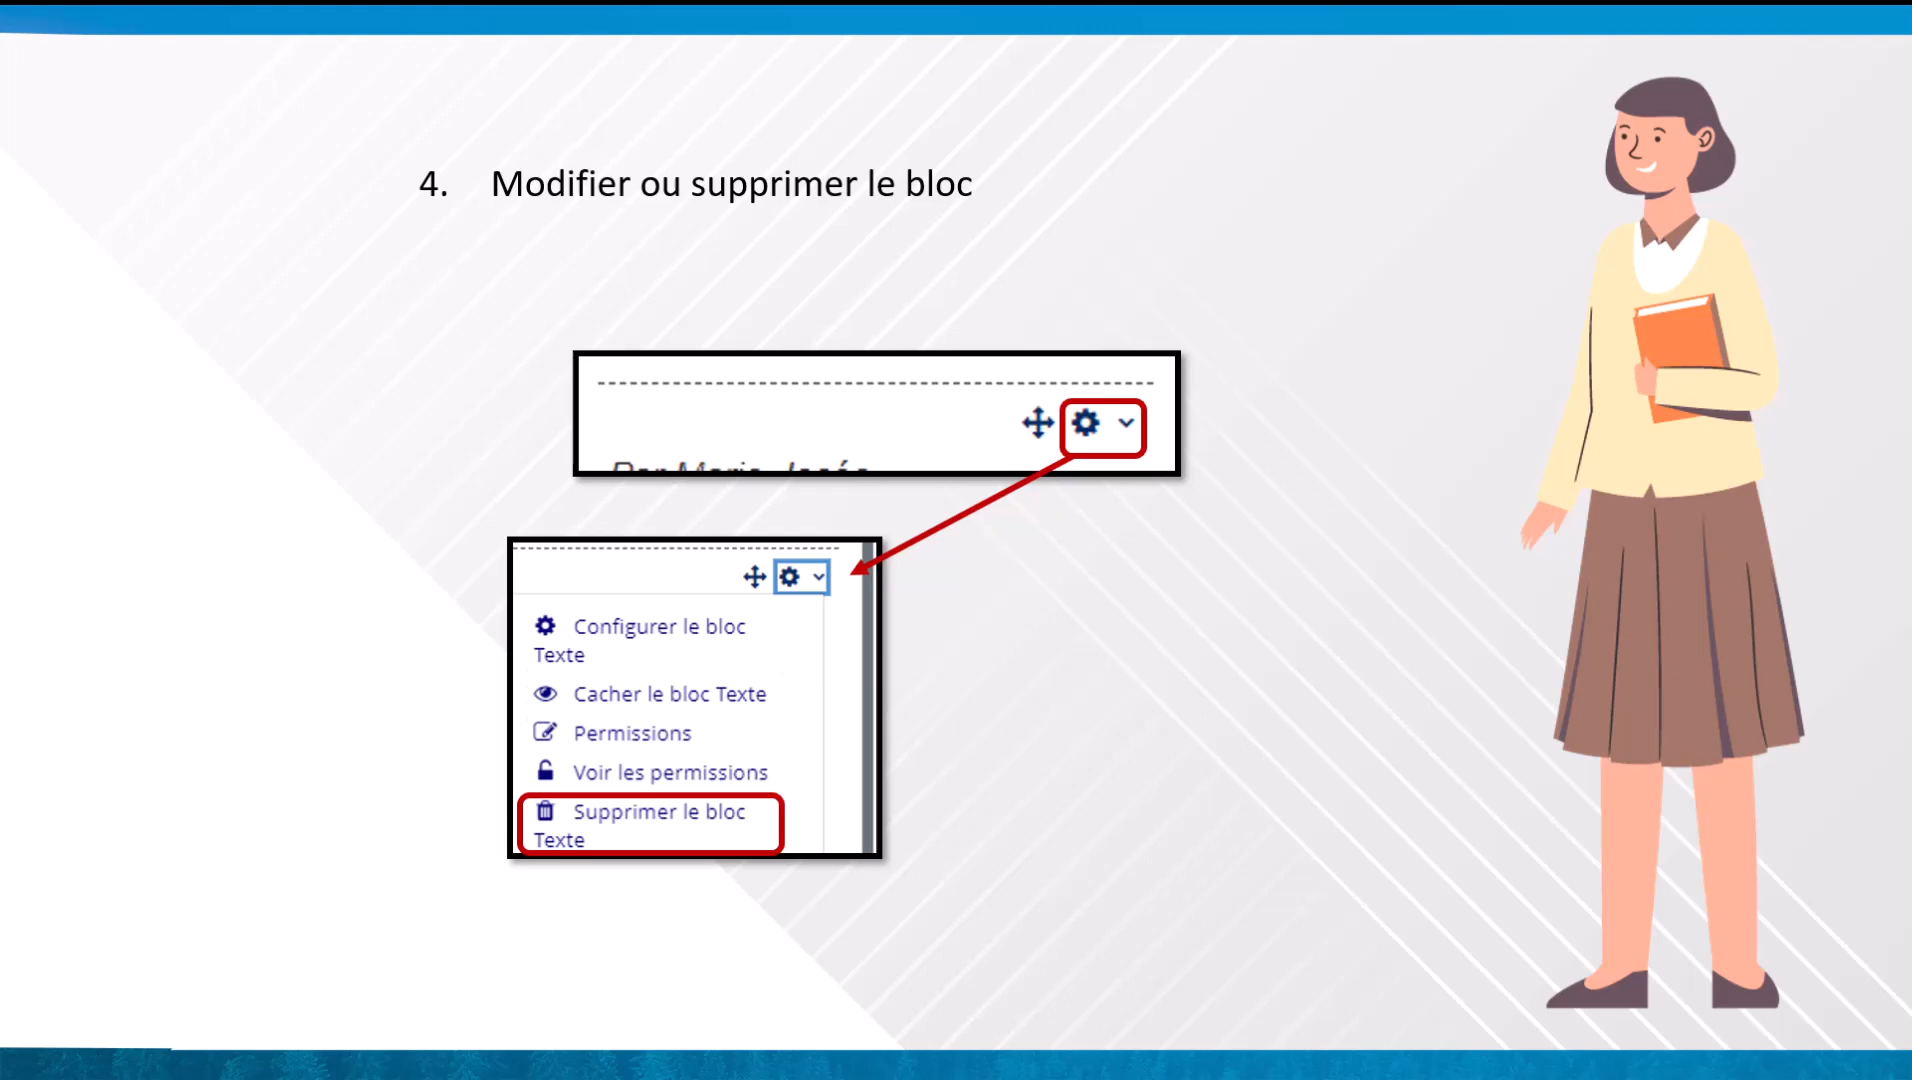 4. Modifier ou supprimer le bloc
Configurer le bloc
Texte
Cacher le bloc Texte
Permissions
Voir les permissions
Supprimer le bloc
Texte